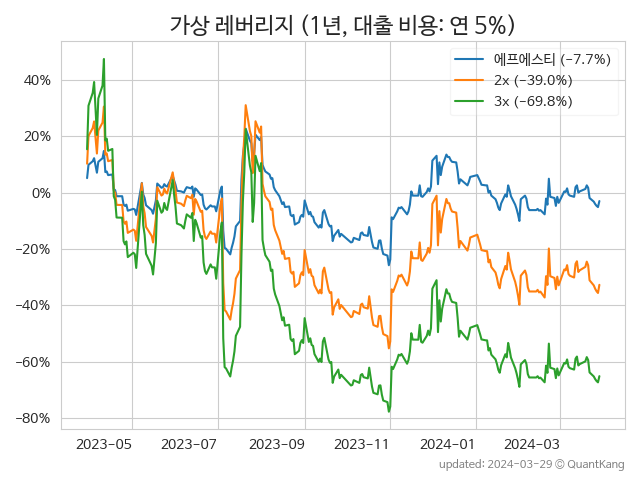 가상 레버리지 (1년, 대출 비용: 연 5%)
에프에스티 (−7.7%)
2x (−39.0%)
3x (−69.8%)
40%
20%
0%
−20%
−40%
−60%
−80%
2023-05 2023-07 2023-09 2023-11 2024-01 2024-03
updated: 2024-03-29 © QuantKang